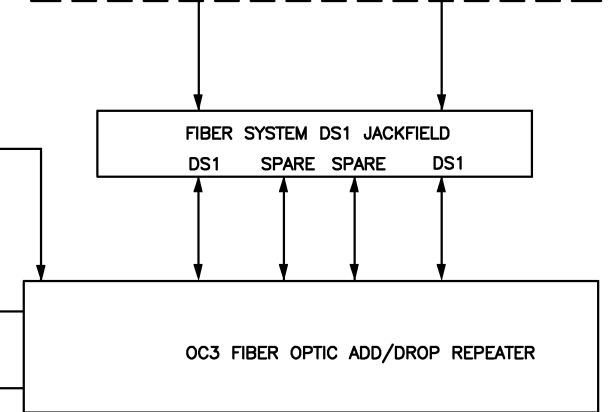 FIBER SYSTEM DS1 JACKFIELD
DS1 SPARE SPARE DS1
OC3 FIBER OPTIC ADD/DROP REPEATER